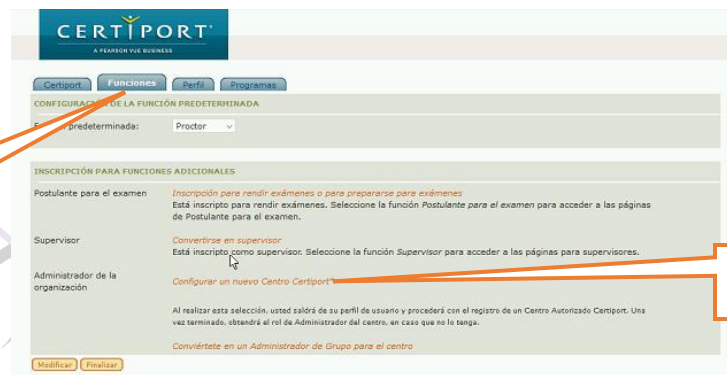 CERTIPORT
A PEARSON VUE BUSINESS
Certiport Funciones Perfil Programas
CONFIGURACIÓN DE LA FUNCIÓN PREDETERMINADA
predeterminada: Proctor
INSCRIPCIÓN PARA FUNCIONES ADICIONALES
Postulante para el examen Inscripción para rendir exámenes o para prepararse para exámenes
Está inscripto para rendir exámenes. Seleccione la función Postulante para el examen para acceder a las páginas
de Postulante para el examen.
Supervisor Convertirse en supervisor
Está inscripto como supervisor. Seleccione la función Supervisor para acceder a las páginas para supervisores.
Administrador de la
organización Configurar un nuevo Centro Certiport
Al realizar esta selección, usted saldrá de su perfil de usuario y procederá con el registro de un Centro Autorizado Certiport. Una
vez terminado, obtendrá el rol de Administrador del centro, en caso que no lo tenga.
Conviértete en un Administrador de Grupo para el centro
Modificar Finalizar